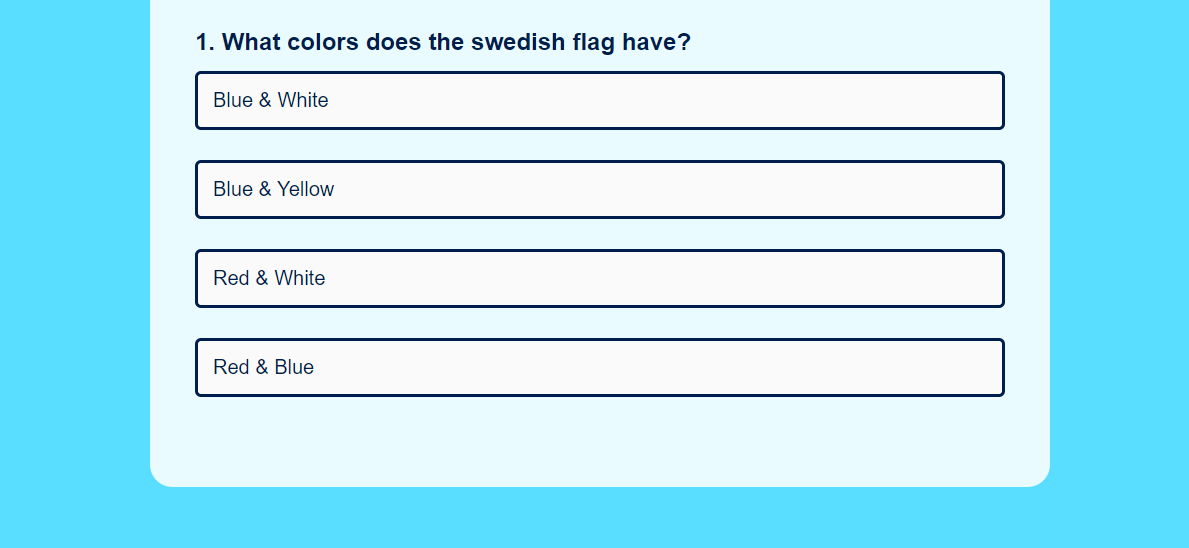 1. What colors does the swedish flag have?
Blue & White
Blue & Yellow
Red & White
Red & Blue